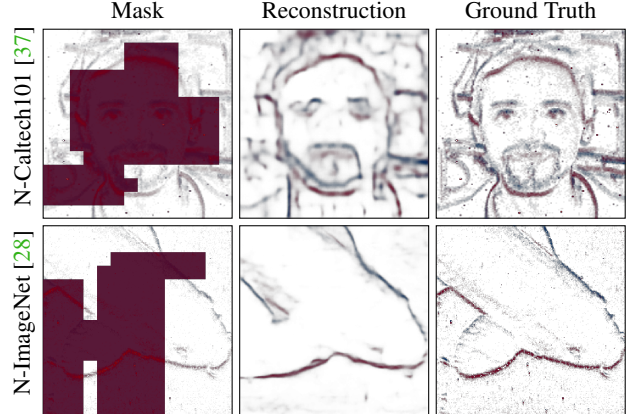 Mask Reconstruction Ground Truth
N-Caltech101 [37]
N-ImageNet [28]